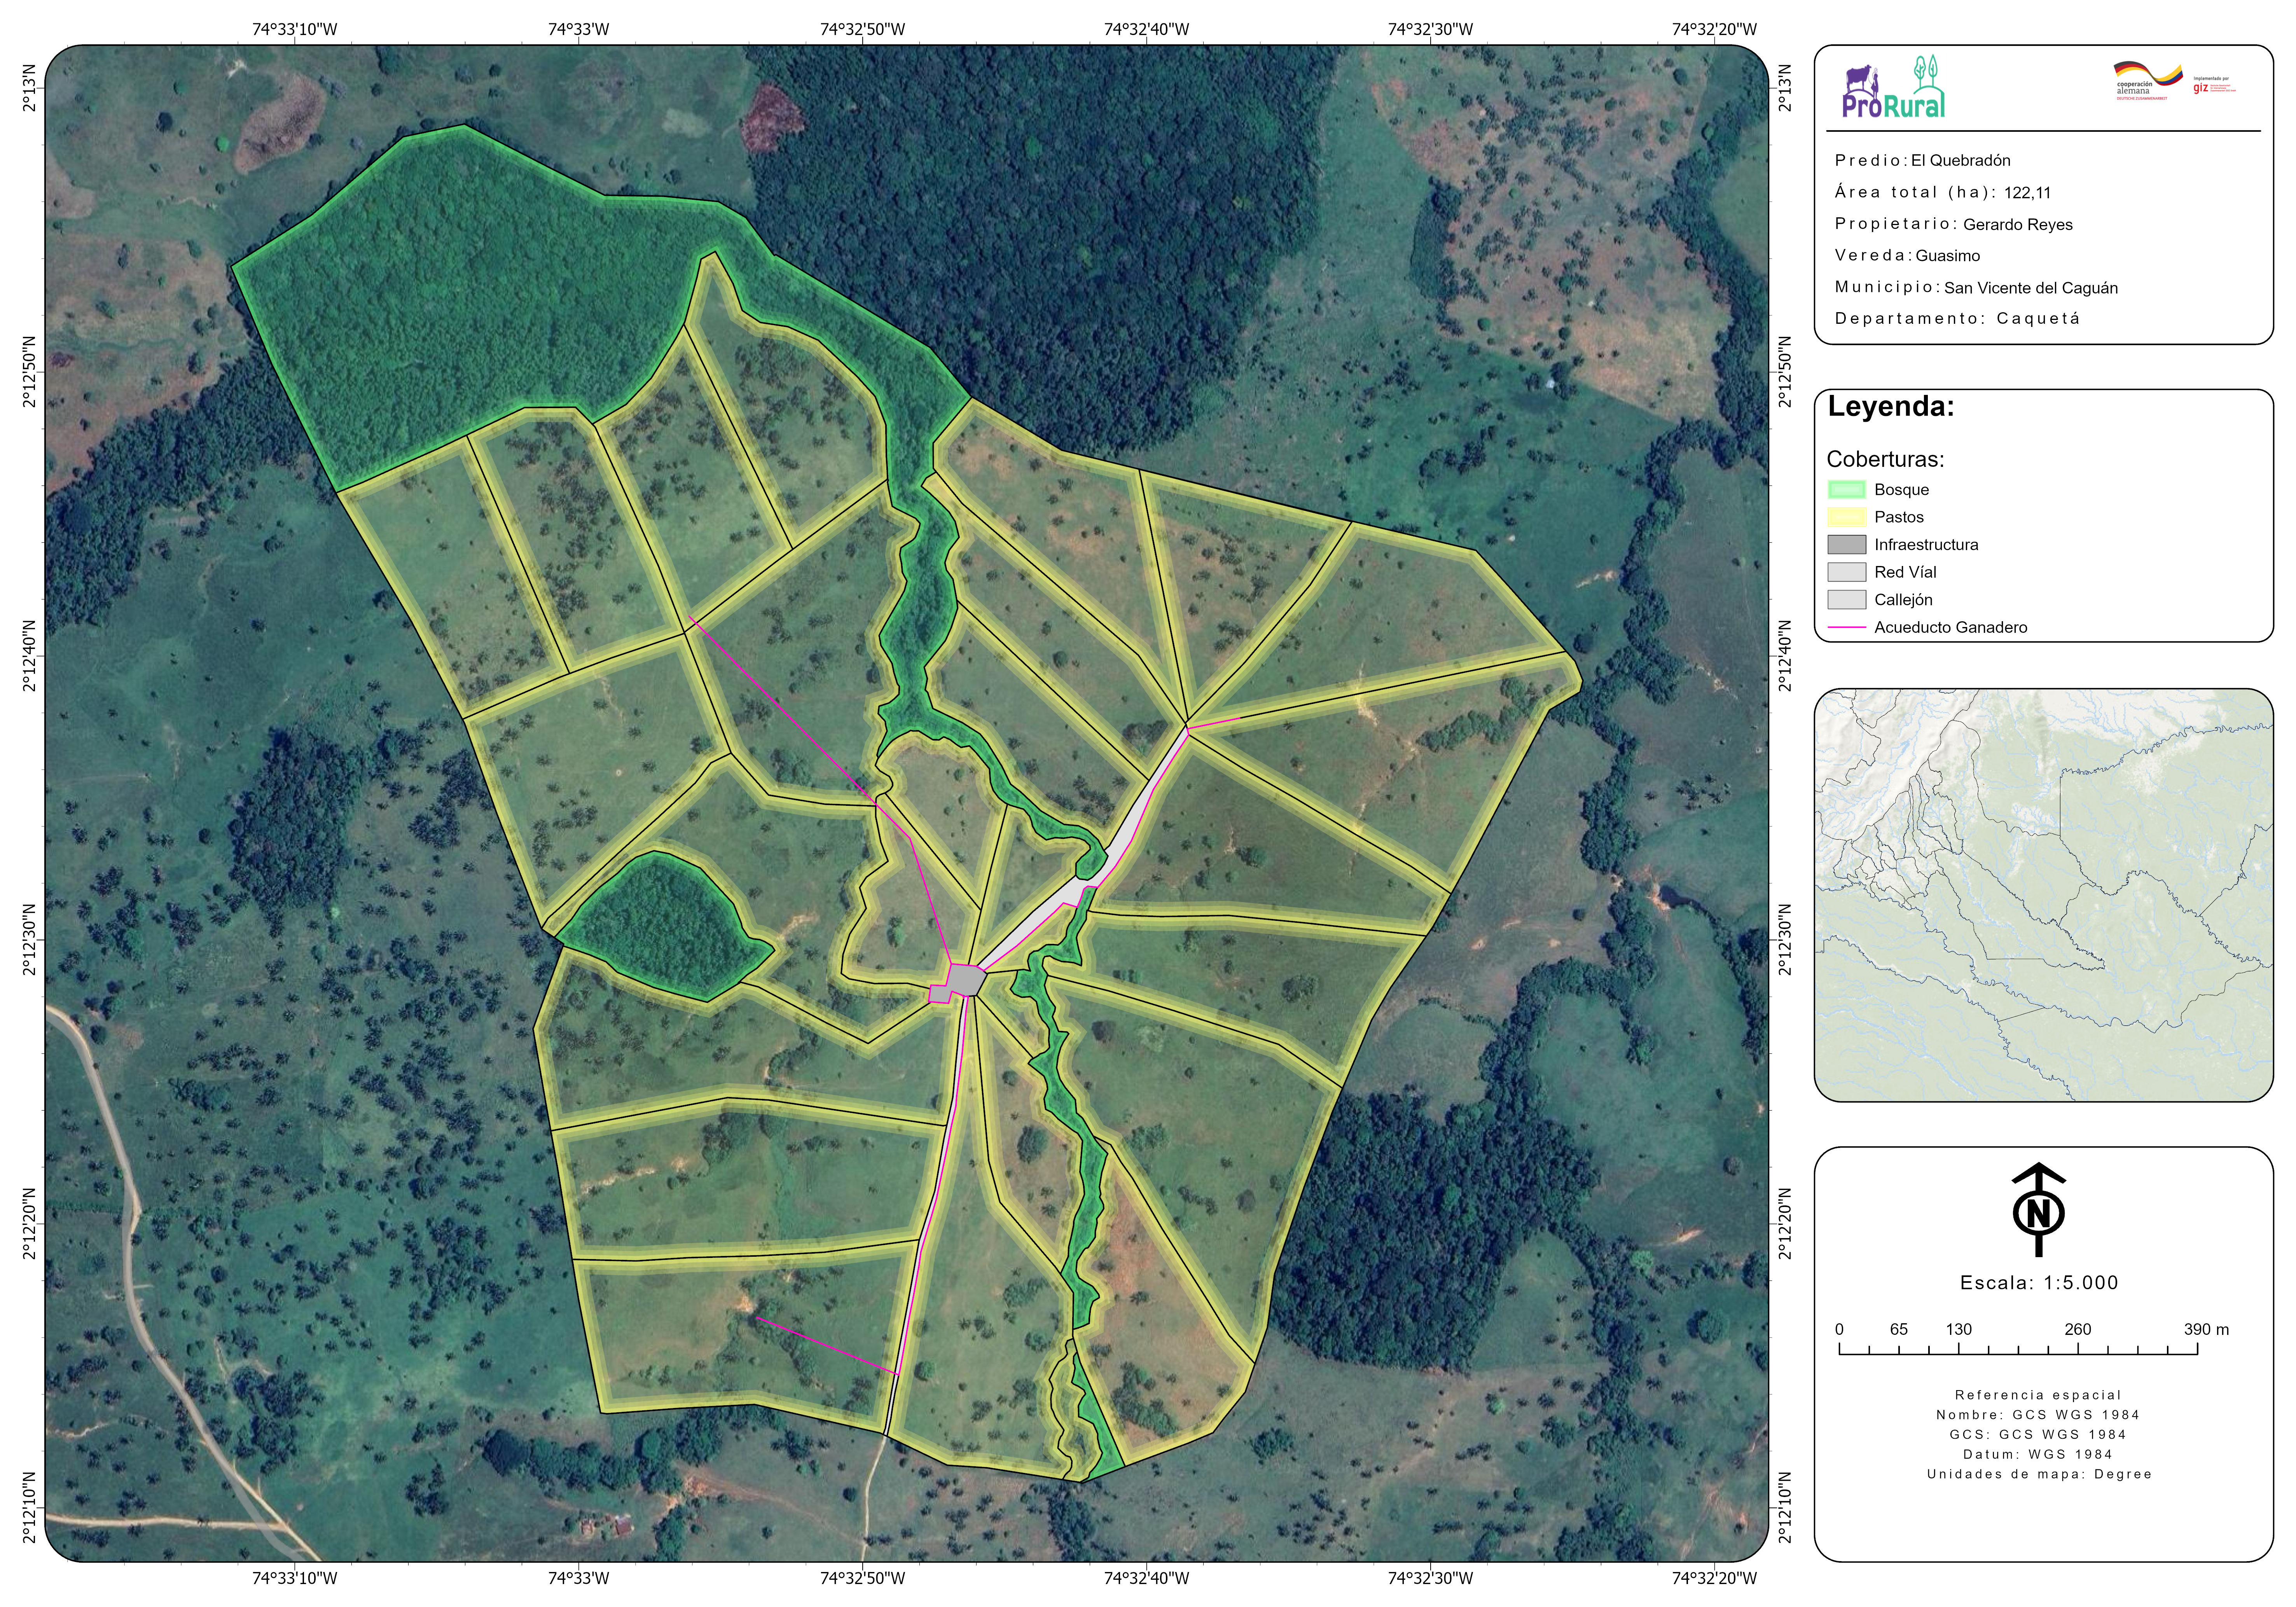 74°33'10"W 74°33'W 74°32'50"W 74°32'40"W 74°32'30"W 74°32'20"W
2°13'N
2°12'50"N
2°12'40"N
2°12'30"N
2°12'20"N
2°12'10"N
2°13'N
2°12'50"N
2°12'40"N
2°12'30"N
2°12'20"N
2°12'10"N
74°33'10"W 74°33'W 74°32'50"W 74°32'40"W 74°32'30"W 74°32'20"W
ProRural
cooperación
alemana
DEUTSCHE ZUSAMMENARBEIT
Implementada por
giz
Predio: El Quebradón
Área total (ha): 122,11
Propietario: Gerardo Reyes
Vereda: Guasimo
Municipio: San Vicente del Caguán
Departamento: Caquetá
Leyenda:
Coberturas:
Bosque
Pastos
Infraestructura
Red Víal
Callejón
Acueducto Ganadero
N
Escala: 1:5.000
0 65 130 260 390 m
Referencia espacial
Nombre: GCS WGS 1984
GCS: GCS WGS 1984
Datum: WGS 1984
Unidades de mapa: Degree